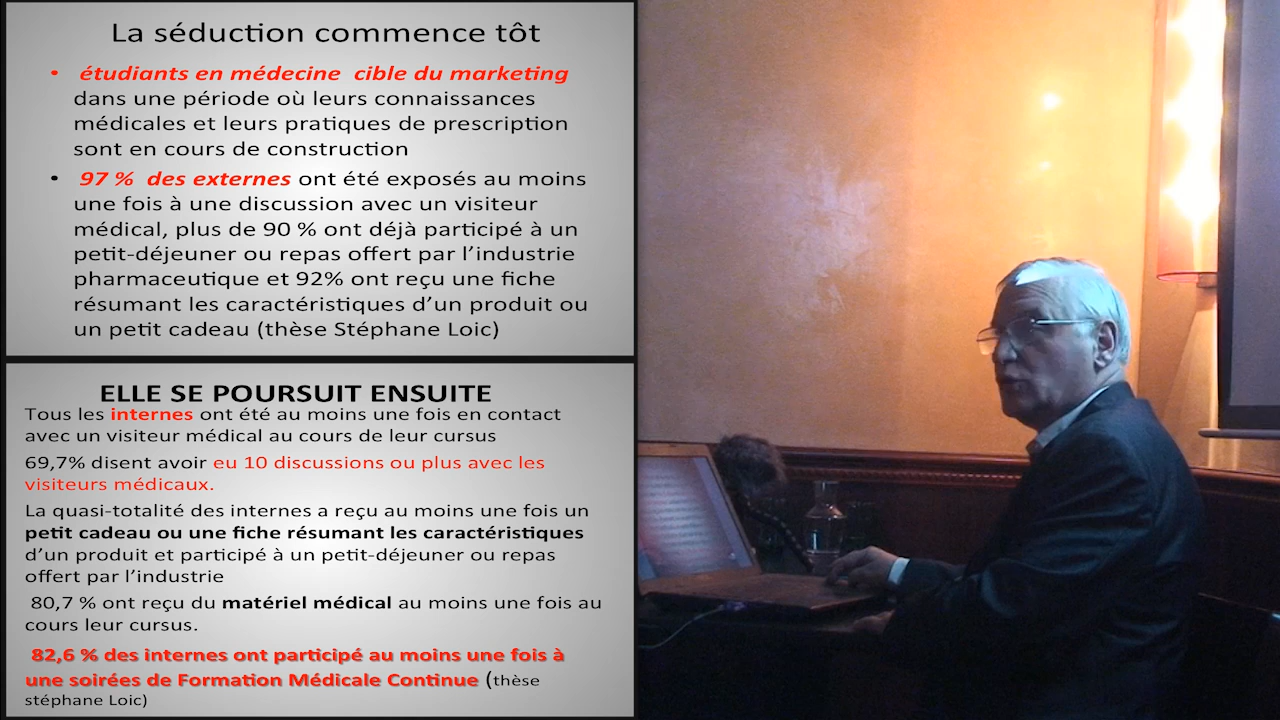 La séduction commence tôt
• étudiants en médecine cible du marketing
dans une période où leurs connaissances
médicales et leurs pratiques de prescription
sont en cours de construction
• 97 % des externes ont été exposés au moins
une fois à une discussion avec un visiteur
médical, plus de 90 % ont déjà participé à un
petit-déjeuner ou repas offert par l’industrie
pharmaceutique et 92% ont reçu une fiche
résumant les caractéristiques d’un produit ou
un petit cadeau (thèse Stéphane Loic)
ELLE SE POURSUIT ENSUITE
Tous les internes ont été au moins une fois en contact
avec un visiteur médical au cours de leur cursus
69,7% disent avoir eu 10 discussions ou plus avec les
visiteurs médicaux.
La quasi-totalité des internes a reçu au moins une fois un
petit cadeau ou une fiche résumant les caractéristiques
d’un produit et participé à un petit-déjeuner ou repas
offert par l’industrie
80,7 % ont reçu du matériel médical au moins une fois au
cours leur cursus.
82,6 % des internes ont participé au moins une fois à
une soirées de Formation Médicale Continue (thèse
stéphane Loic)